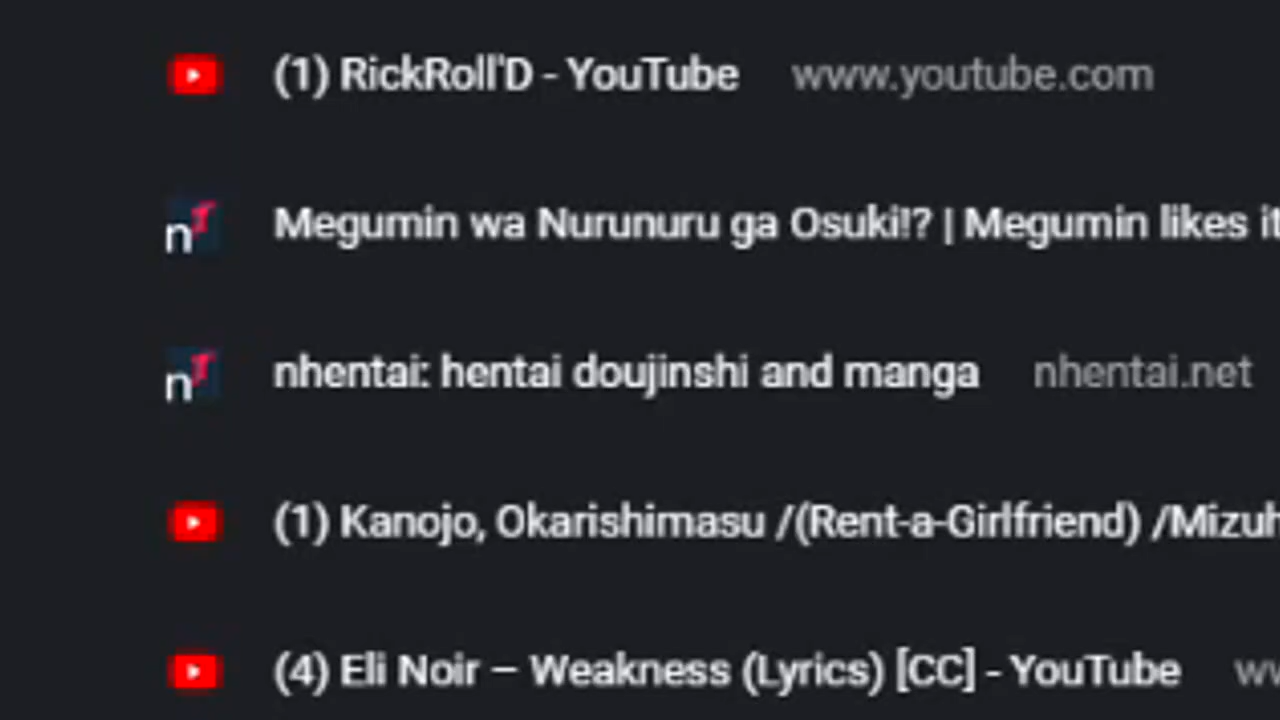 (1) RickRoll'D - YouTube www.youtube.com
Megumin wa Nurunuru ga Osuki!? | Megumin likes it
nhentai: hentai doujinshi and manga nhentai.net
(1) Kanojo, Okarishimasu /(Rent-a-Girlfriend) /Mizuh
(4) Eli Noir – Weakness (Lyrics) [CC] - YouTube ww